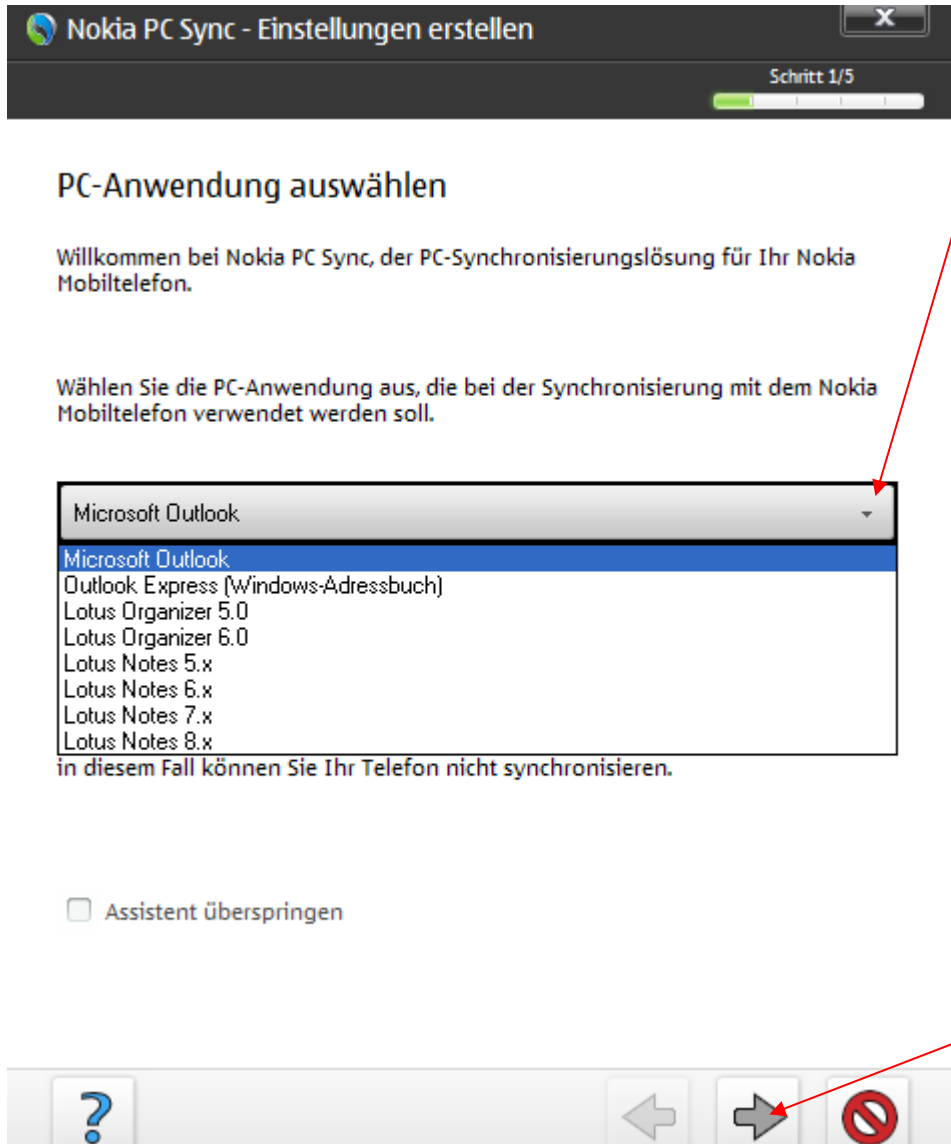 Nokia PC Sync - Einstellungen erstellen
x
Schritt 1/5
PC-Anwendung auswählen
Willkommen bei Nokia PC Sync, der PC-Synchronisierungslösung für Ihr Nokia
Mobiltelefon.
Wählen Sie die PC-Anwendung aus, die bei der Synchronisierung mit dem Nokia
Mobiltelefon verwendet werden soll.
Microsoft Outlook
Microsoft Outlook
Outlook Express (Windows-Adressbuch)
Lotus Organizer 5.0
Lotus Organizer 6.0
Lotus Notes 5.x
Lotus Notes 6.x
Lotus Notes 7.x
Lotus Notes 8.x
in diesem Fall können Sie Ihr Telefon nicht synchronisieren.
Assistent überspringen
?